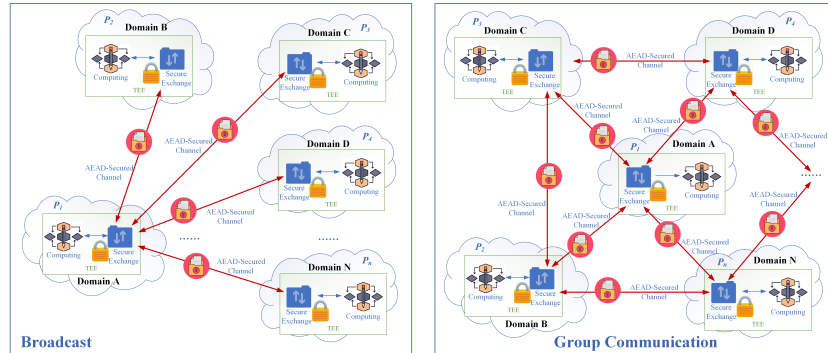 P2
Domain B
Computing
Secure
Exchange
TEE
P3
Domain C
Secure
Exchange
Computing
TEE
AEAD-Secured
Channel
AEAD-Secured
Channel
P4
Domain D
Secure
Exchange
Computing
TEE
AEAD-Secured
Channel
P1
Computing
Secure
Exchange
TEE
Domain A
......
......
AEAD-Secured
Channel
Pn
Domain N
Secure
Exchange
Computing
TEE
Broadcast
P3
Domain C
Computing
Secure
Exchange
TEE
AEAD-Secured
Channel
P4
Domain D
Secure
Exchange
Computing
TEE
AEAD-Secured
Channel
AEAD-Secured
Channel
AEAD-Secured
Channel
P1
Domain A
Secure
Exchange
Computing
TEE
......
AEAD-Secured
Channel
AEAD-Secured
Channel
AEAD-Secured
Channel
AEAD-Secured
Channel
P2
Computing
Secure
Exchange
TEE
Domain B
AEAD-Secured
Channel
Pn
Domain N
Secure
Exchange
Computing
TEE
Group Communication